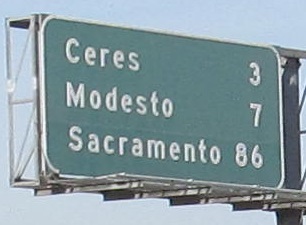 Ceres 3
Modesto 7
Sacramento 86